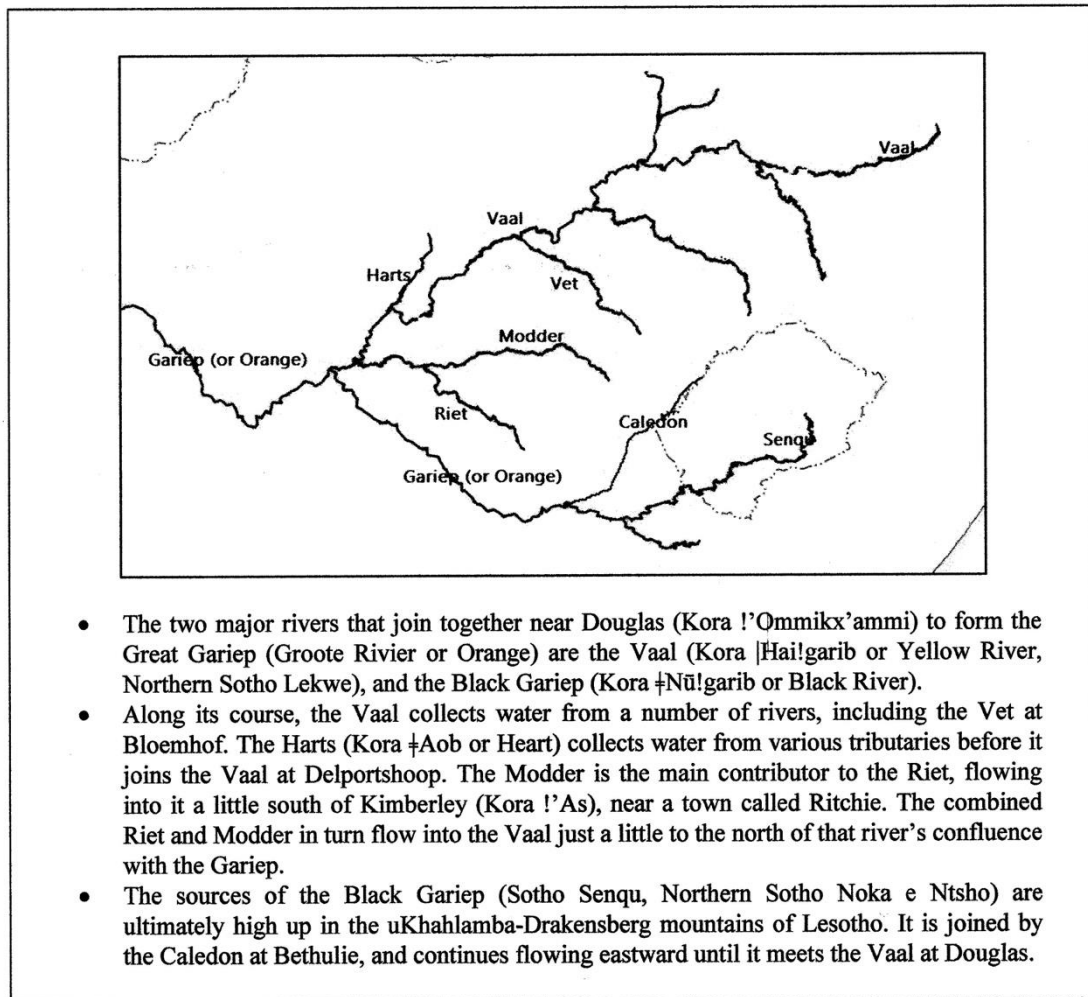 Vaal
Vaal
Harts
Vet
Modder
Gariep (or Orange)
Riet
Caledon
Senqu
Gariep (or Orange)
• The two major rivers that join together near Douglas (Kora !’Ommikx’ammi) to form the
Great Gariep (Groote Rivier or Orange) are the Vaal (Kora |Hai!garib or Yellow River,
Northern Sotho Lekwe), and the Black Gariep (Kora ǂNū!garib or Black River).
• Along its course, the Vaal collects water from a number of rivers, including the Vet at
Bloemhof. The Harts (Kora ǂAob or Heart) collects water from various tributaries before it
joins the Vaal at Delportshoop. The Modder is the main contributor to the Riet, flowing
into it a little south of Kimberley (Kora !’As), near a town called Ritchie. The combined
Riet and Modder in turn flow into the Vaal just a little to the north of that river’s confluence
with the Gariep.
• The sources of the Black Gariep (Sotho Senqu, Northern Sotho Noka e Ntsho) are
ultimately high up in the uKhahlamba-Drakensberg mountains of Lesotho. It is joined by
the Caledon at Bethulie, and continues flowing eastward until it meets the Vaal at Douglas.